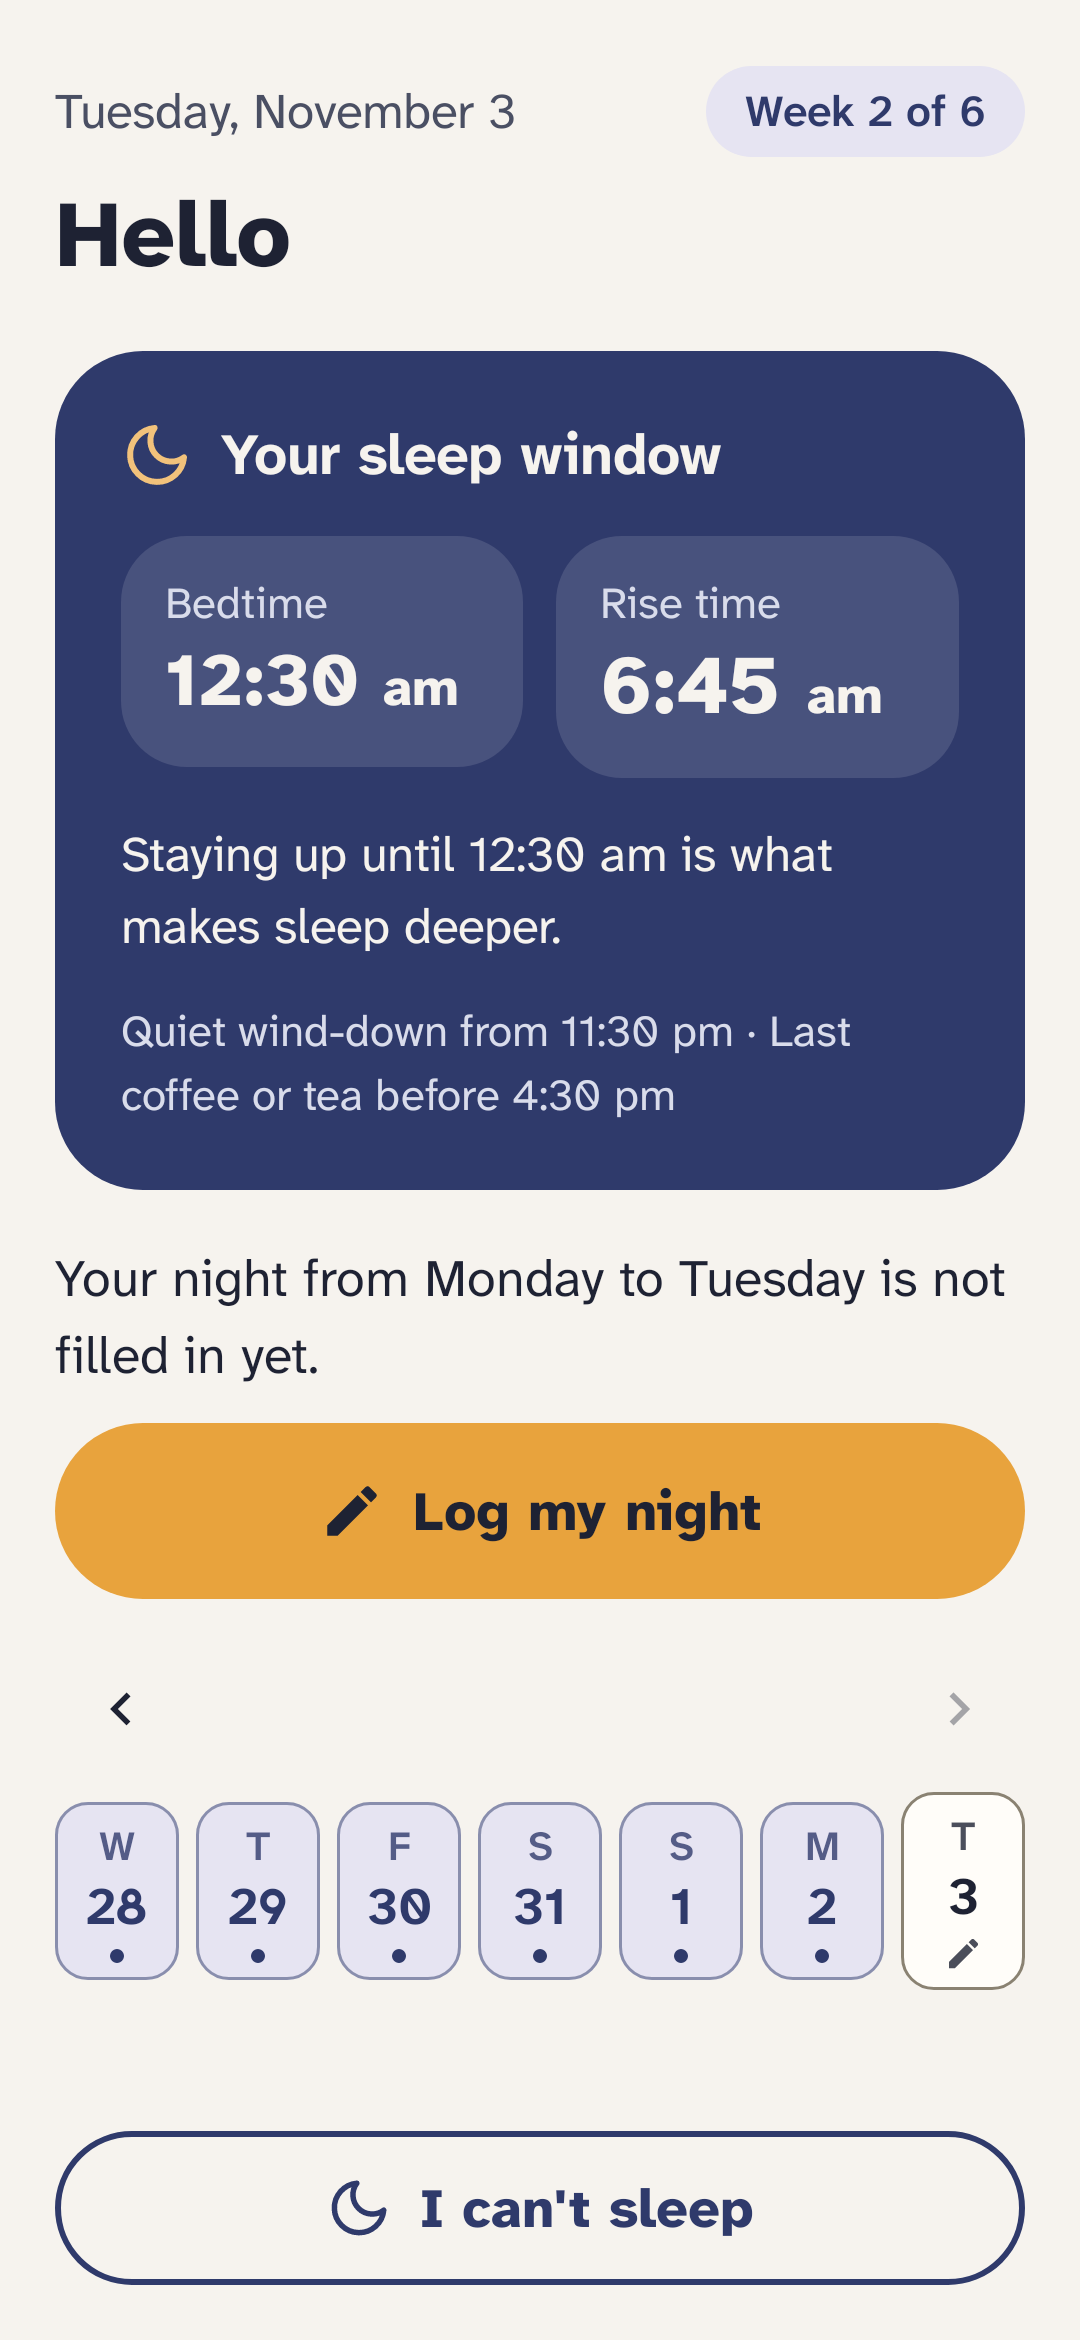 Tuesday, November 3
Week 2 of 6
Hello
Your sleep window
Bedtime
12:30 am
Rise time
6:45 am
Staying up until 12:30 am is what
makes sleep deeper.
Quiet wind-down from 11:30 pm · Last
coffee or tea before 4:30 pm
Your night from Monday to Tuesday is not
filled in yet.
Log my night
W T F S S M T
28 29 30 31 1 2 3
I can't sleep